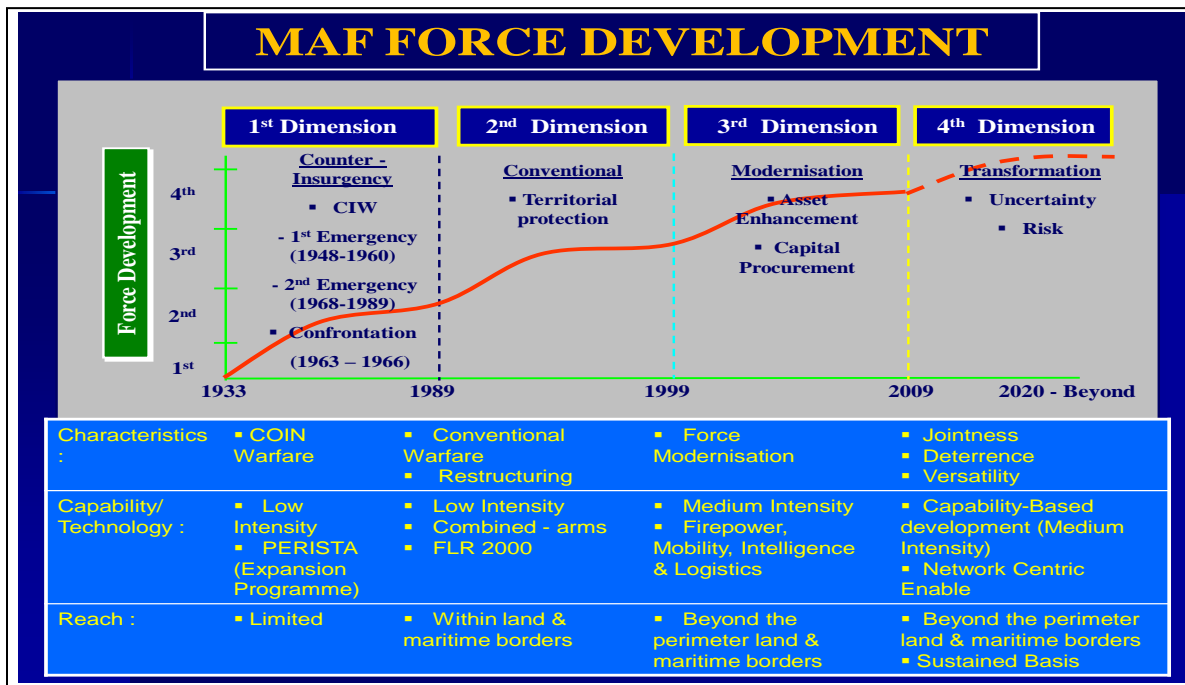 MAF FORCE DEVELOPMENT
1st Dimension
2nd Dimension
3rd Dimension
4th Dimension
Force Development
4th
3rd
2nd
1st
Counter -
Insurgency
▪ CIW
- 1st Emergency
(1948-1960)
- 2nd Emergency
(1968-1989)
▪ Confrontation
(1963 – 1966)
Conventional
▪ Territorial
protection
Modernisation
▪ Asset
Enhancement
▪ Capital
Procurement
Transformation
▪ Uncertainty
▪ Risk
1933
1989
1999
2009
2020 - Beyond
Characteristics
:
▪ COIN
Warfare
▪ Conventional
Warfare
▪ Restructuring
▪ Force
Modernisation
▪ Jointness
▪ Deterrence
▪ Versatility
Capability/
Technology :
▪ Low
Intensity
▪ PERISTA
(Expansion
Programme)
▪ Low Intensity
▪ Combined - arms
▪ FLR 2000
▪ Medium Intensity
▪ Firepower,
Mobility, Intelligence
& Logistics
▪ Capability-Based
development (Medium
Intensity)
▪ Network Centric
Enable
Reach :
▪ Limited
▪ Within land &
maritime borders
▪ Beyond the
perimeter land &
maritime borders
▪ Beyond the perimeter
land & maritime borders
▪ Sustained Basis